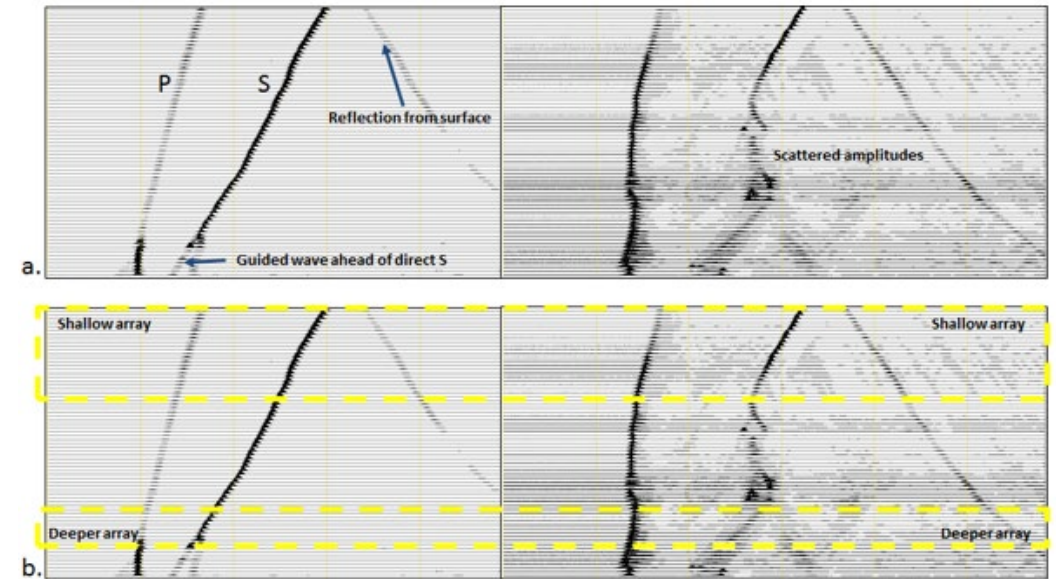 P
S
Reflection from surface
Scattered amplitudes
Guided wave ahead of direct S
a.
Shallow array
Shallow array
Deeper array
Deeper array
b.